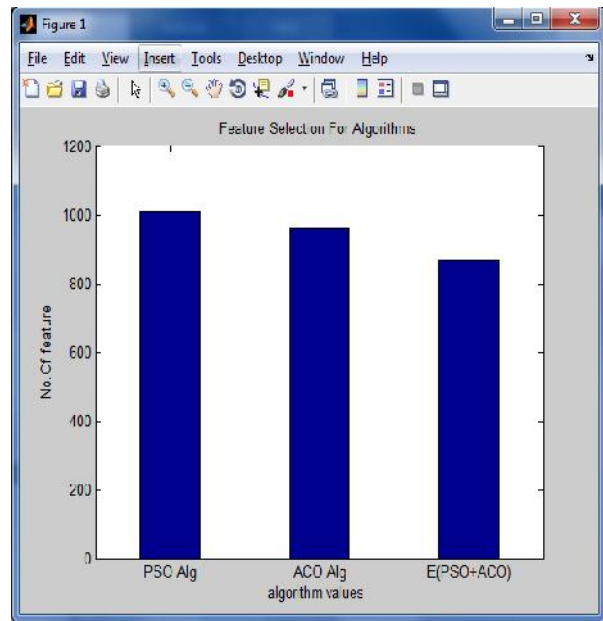 Figure 1
File Edit View Insert Tools Desktop Window Help
Feature Selection For Algorithms
1200
1000
800
600
400
200
0
No. Of feature
PSO Alg ACO Alg E(PSO+ACO)
algorithm values